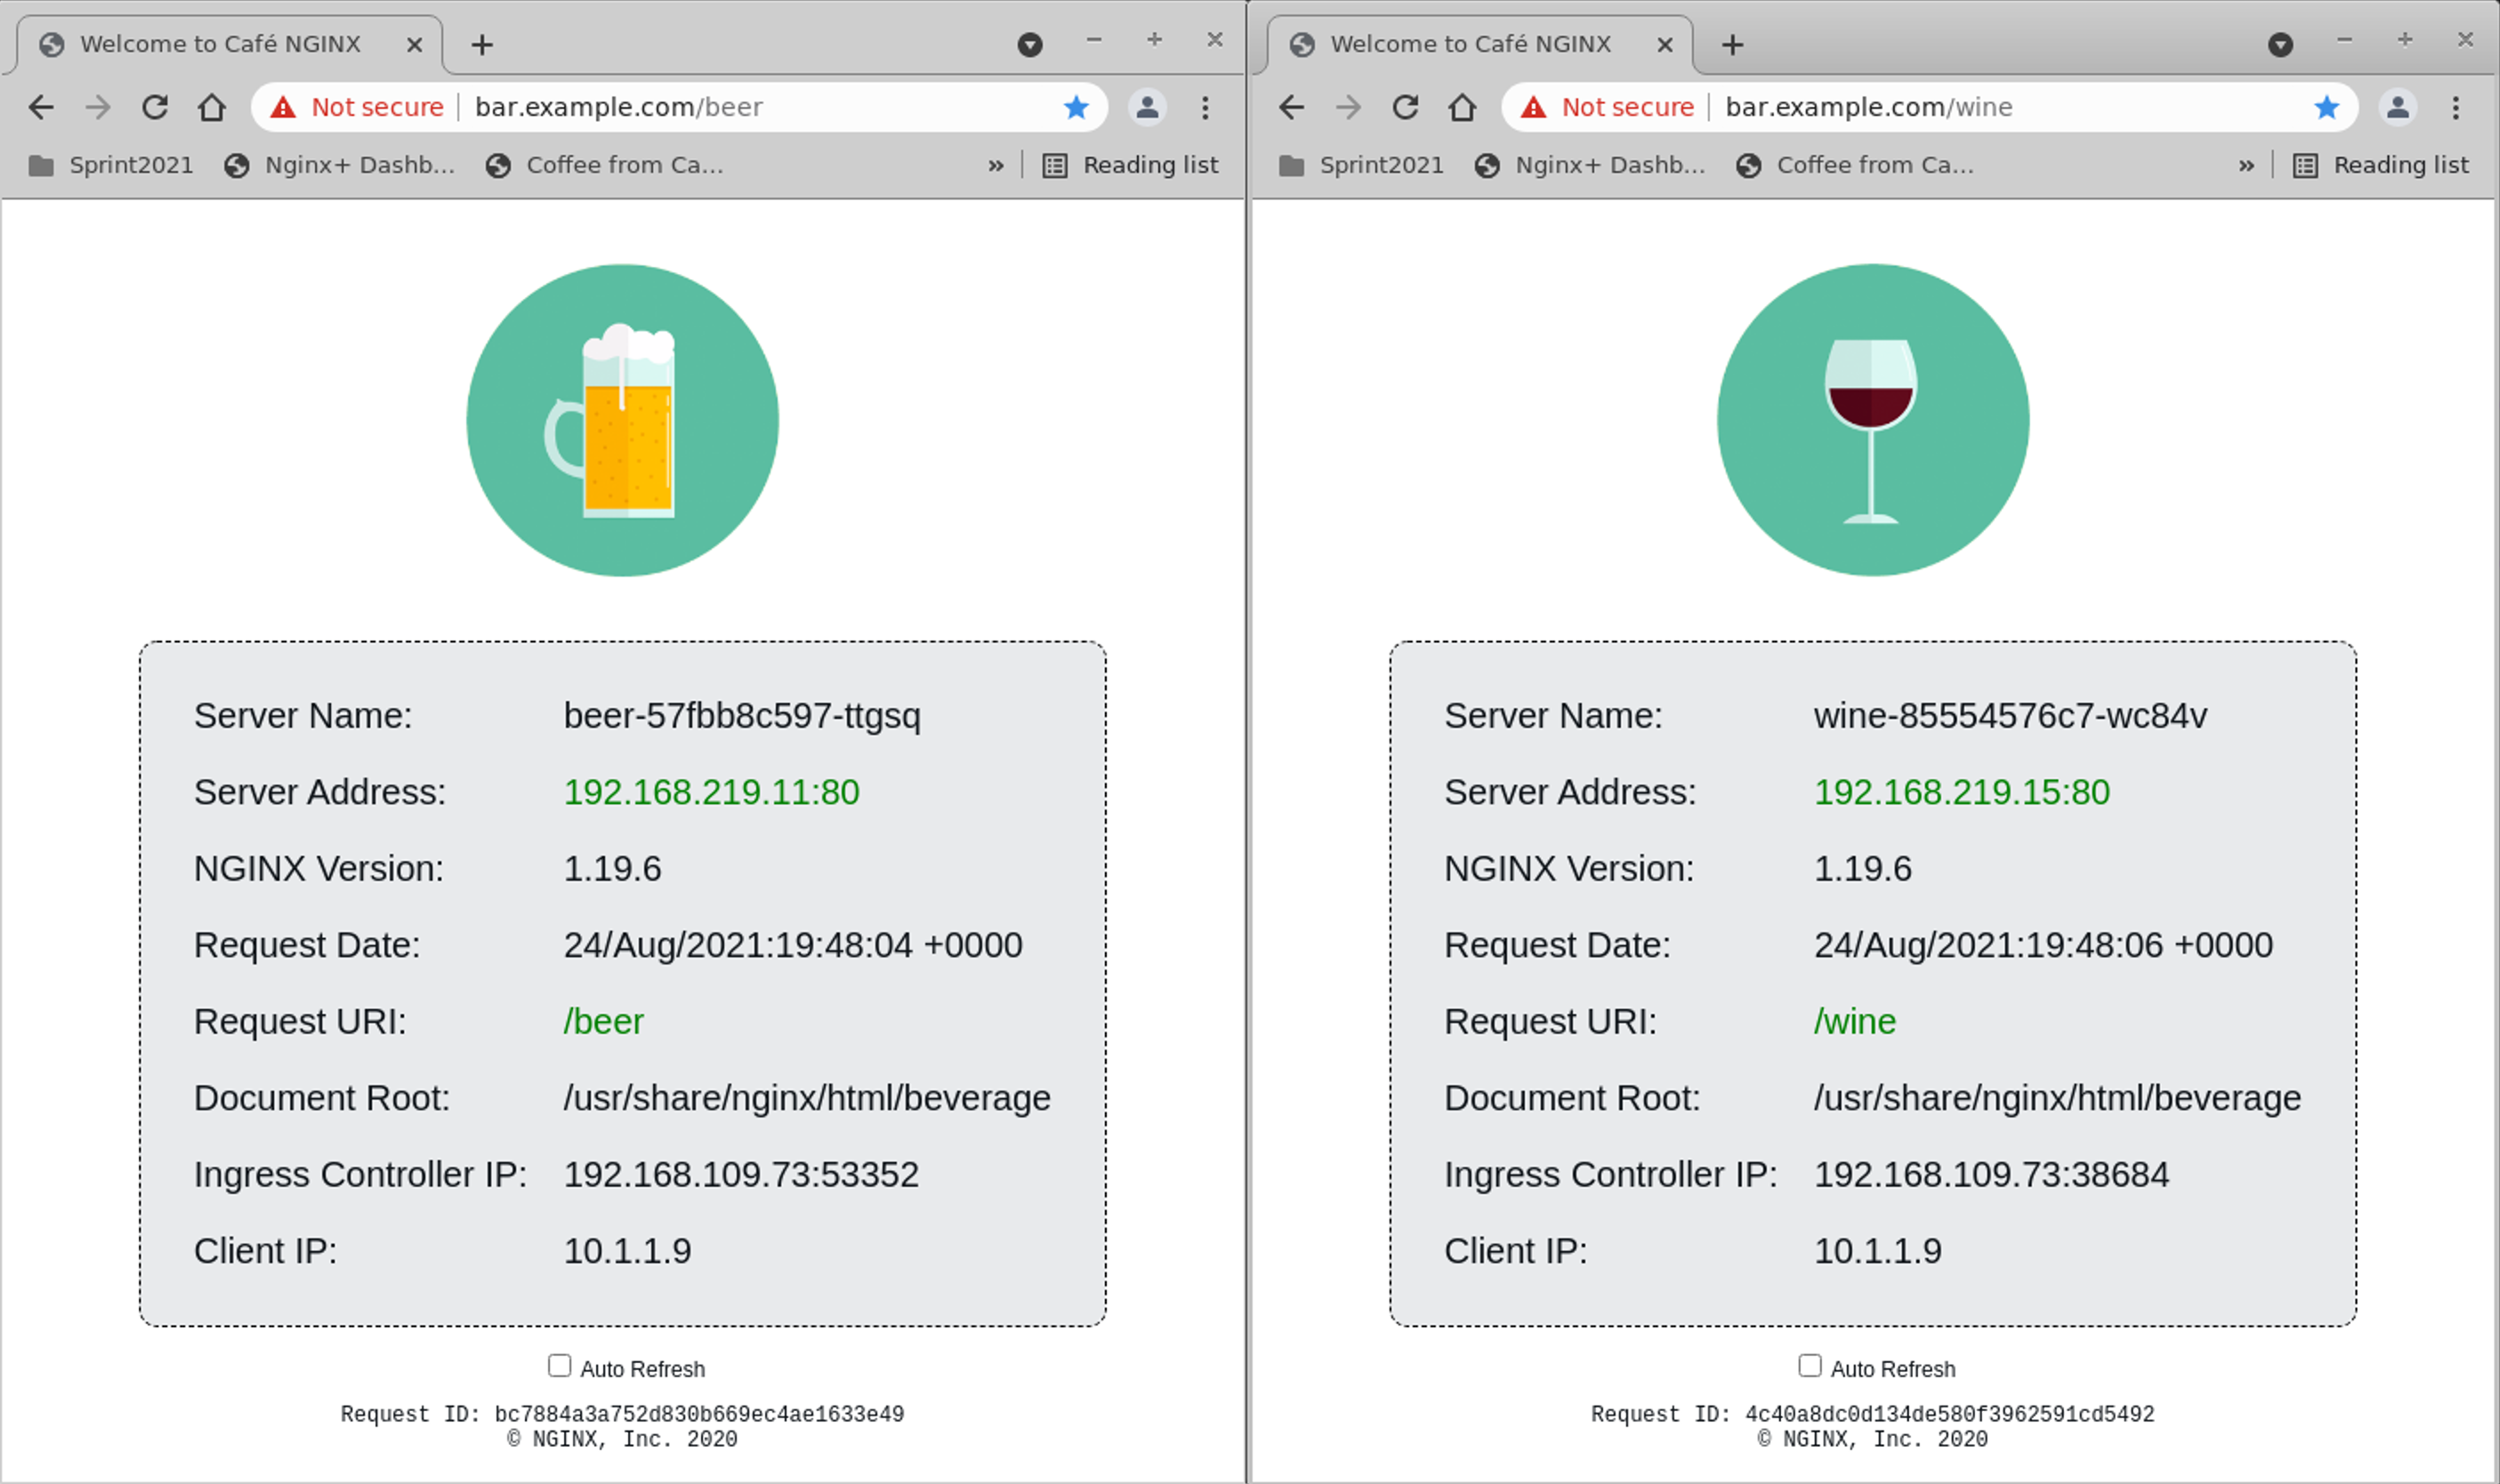 Welcome to Café NGINX
Not secure bar.example.com/beer
Sprint2021 Nginx+ Dashb... Coffee from Ca... » Reading list
Server Name: beer-57fbb8c597-ttgsq
Server Address: 192.168.219.11:80
NGINX Version: 1.19.6
Request Date: 24/Aug/2021:19:48:04 +0000
Request URI: /beer
Document Root: /usr/share/nginx/html/beverage
Ingress Controller IP: 192.168.109.73:53352
Client IP: 10.1.1.9
Auto Refresh
Request ID: bc7884a3a752d830b669ec4ae1633e49
© NGINX, Inc. 2020
Welcome to Café NGINX
Not secure bar.example.com/wine
Sprint2021 Nginx+ Dashb... Coffee from Ca... » Reading list
Server Name: wine-85554576c7-wc84v
Server Address: 192.168.219.15:80
NGINX Version: 1.19.6
Request Date: 24/Aug/2021:19:48:06 +0000
Request URI: /wine
Document Root: /usr/share/nginx/html/beverage
Ingress Controller IP: 192.168.109.73:38684
Client IP: 10.1.1.9
Auto Refresh
Request ID: 4c40a8dc0d134de580f3962591cd5492
© NGINX, Inc. 2020